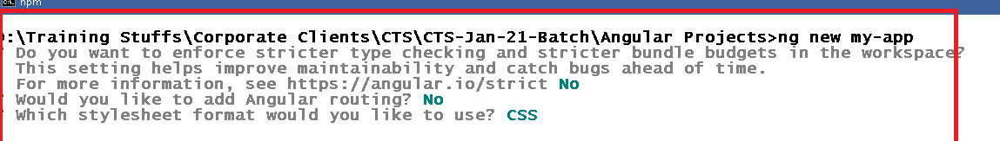 npm
:\Training Stuffs\Corporate Clients\CTS\CTS-Jan-21-Batch\Angular Projects>ng new my-app
? Do you want to enforce stricter type checking and stricter bundle budgets in the workspace?
This setting helps improve maintainability and catch bugs ahead of time.
For more information, see https://angular.io/strict No
? Would you like to add Angular routing? No
? Which stylesheet format would you like to use? CSS